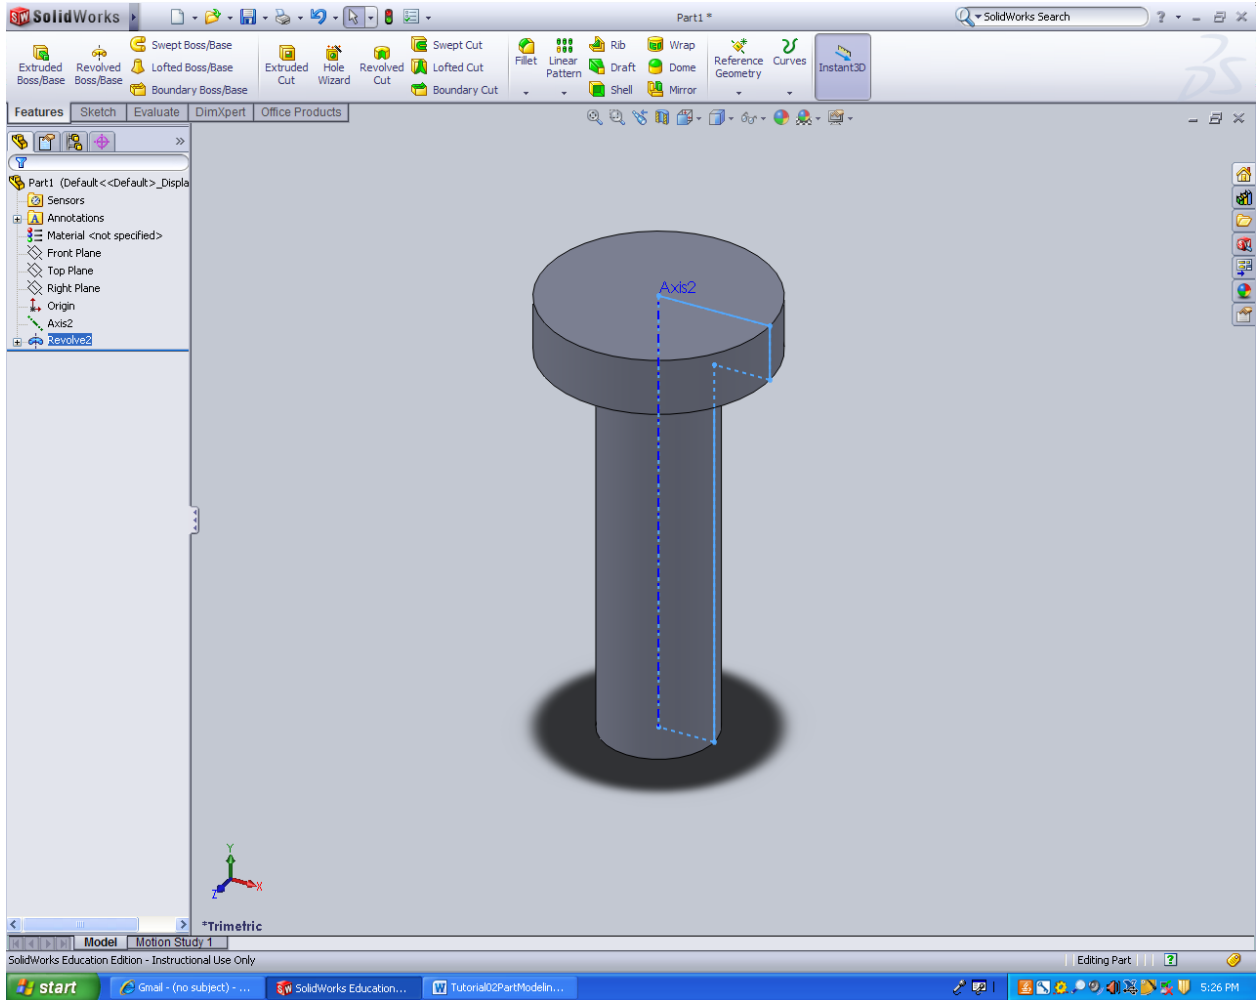 SolidWorks
Part1 *
SolidWorks Search
Extruded Boss/Base
Revolved Boss/Base
Swept Boss/Base
Lofted Boss/Base
Boundary Boss/Base
Extruded Cut
Hole Wizard
Revolved Cut
Swept Cut
Lofted Cut
Boundary Cut
Fillet
Linear Pattern
Rib
Draft
Shell
Wrap
Dome
Mirror
Reference Geometry
Curves
Instant3D
Features
Sketch
Evaluate
DimXpert
Office Products
Part1 (Default<<Default>_Displa
Sensors
Annotations
Material <not specified>
Front Plane
Top Plane
Right Plane
Origin
Axis2
Revolve2
Axis2
Y
X
Z
*Trimetric
Model
Motion Study 1
SolidWorks Education Edition - Instructional Use Only
Editing Part
start
Gmail - (no subject) - ...
SolidWorks Education...
Tutorial02PartModelin...
5:26 PM